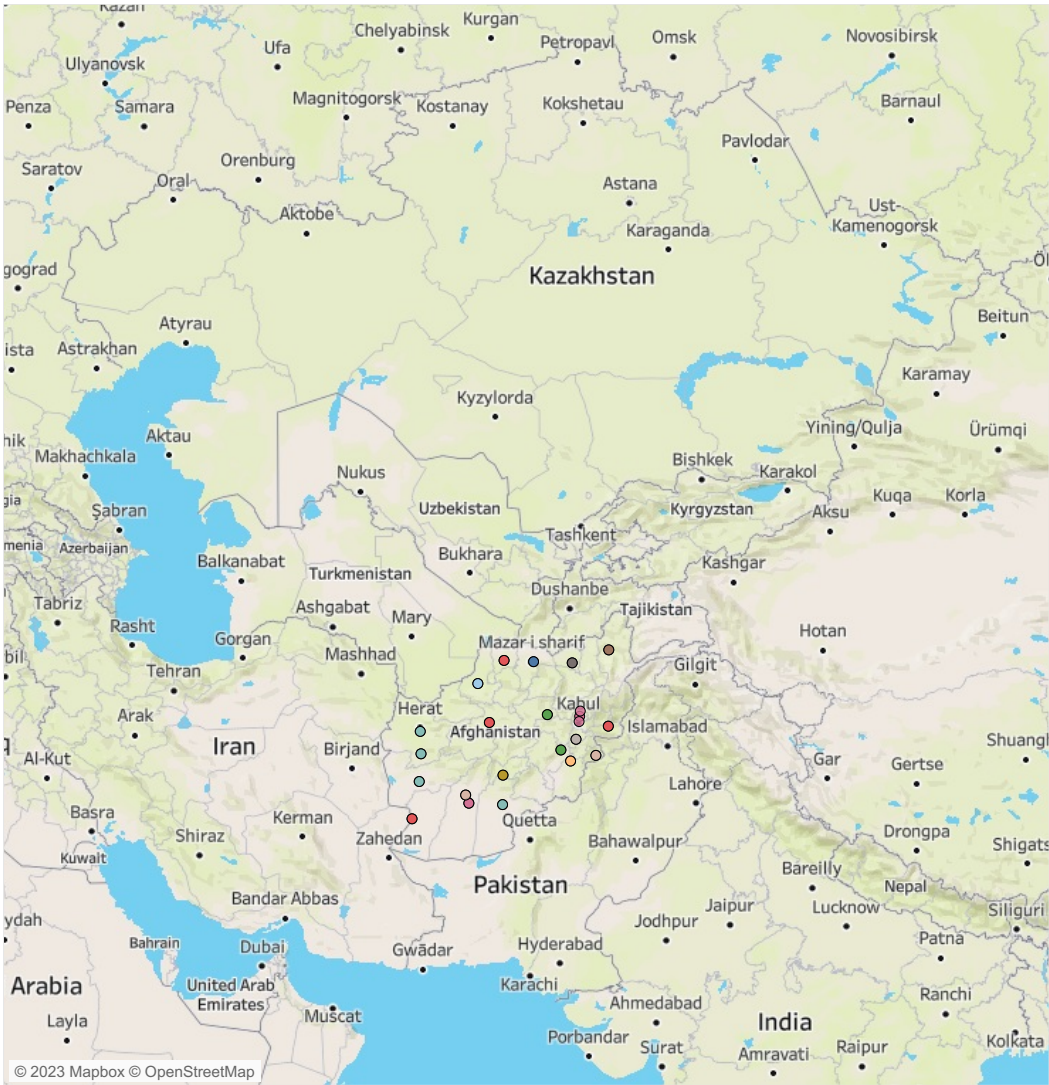 Kazan
Kurgan
Chelyabinsk
Petropavl
Omsk
Novosibirsk
Ufa
Ulyanovsk
Magnitogorsk
Kostanay
Kokshetau
Barnaul
Penza
Samara
Pavlodar
Orenburg
Saratov
Oral
Astana
Aktobe
Ust-
Kamenogorsk
Karaganda
gograd
Kazakhstan
Öl
Atyrau
Beitun
ista
Astrakhan
Karamay
Kyzylorda
hik
Aktau
Yining/Qulja
Ürümqi
Makhachkala
Nukus
Bishkek
Karakol
gia
Şabran
Uzbekistan
Kyrgyzstan
Kuqa
Korla
Aksu
menia
Azerbaijan
Tashkent
Balkanabat
Bukhara
Kashgar
Turkmenistan
Dushanbe
Tabriz
Ashgabat
Mary
Tajikistan
Rasht
Gorgan
Mazar-i sharif
Hotan
bil
Mashhad
Tehran
Gilgit
Herat
Kabul
Arak
Afghanistan
Islamabad
q
Iran
Birjand
Shuangl
Al-Kut
Gar
Gertse
Lahore
Basra
Kerman
Quetta
Shiraz
Zahedan
Bahawalpur
Drongpa
Shigats
Kuwait
Bareilly
Pakistan
Nepal
Bandar Abbas
Jaipur
Lucknow
Siliguri
ydah
Jodhpur
Bahrain
Dubai
Gwādar
Hyderabad
Patna
Arabia
United Arab
Emirates
Karachi
Ranchi
Muscat
Ahmedabad
Layla
India
Porbandar
Kolkata
Surat
Amravati
Raipur
© 2023 Mapbox © OpenStreetMap